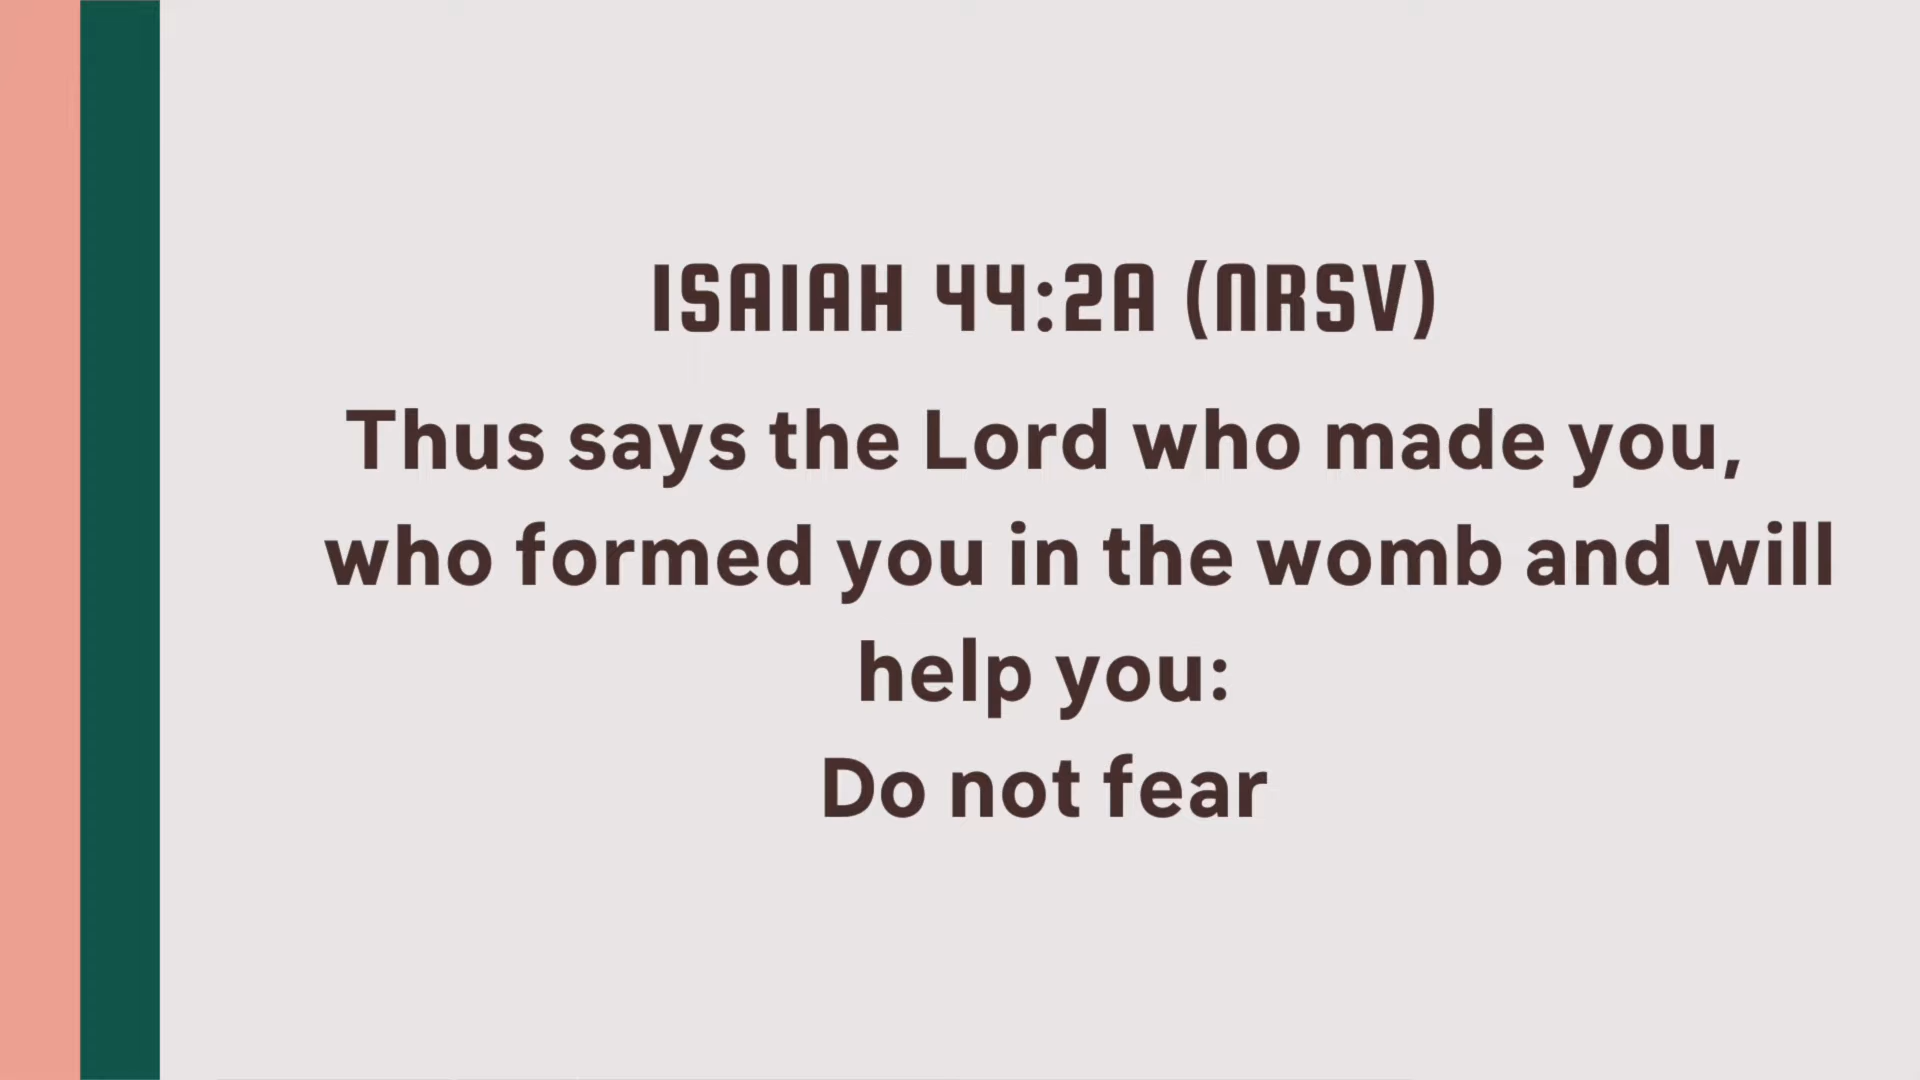 ISAIAH 44:2A (NRSV)
Thus says the Lord who made you,
who formed you in the womb and will
help you:
Do not fear